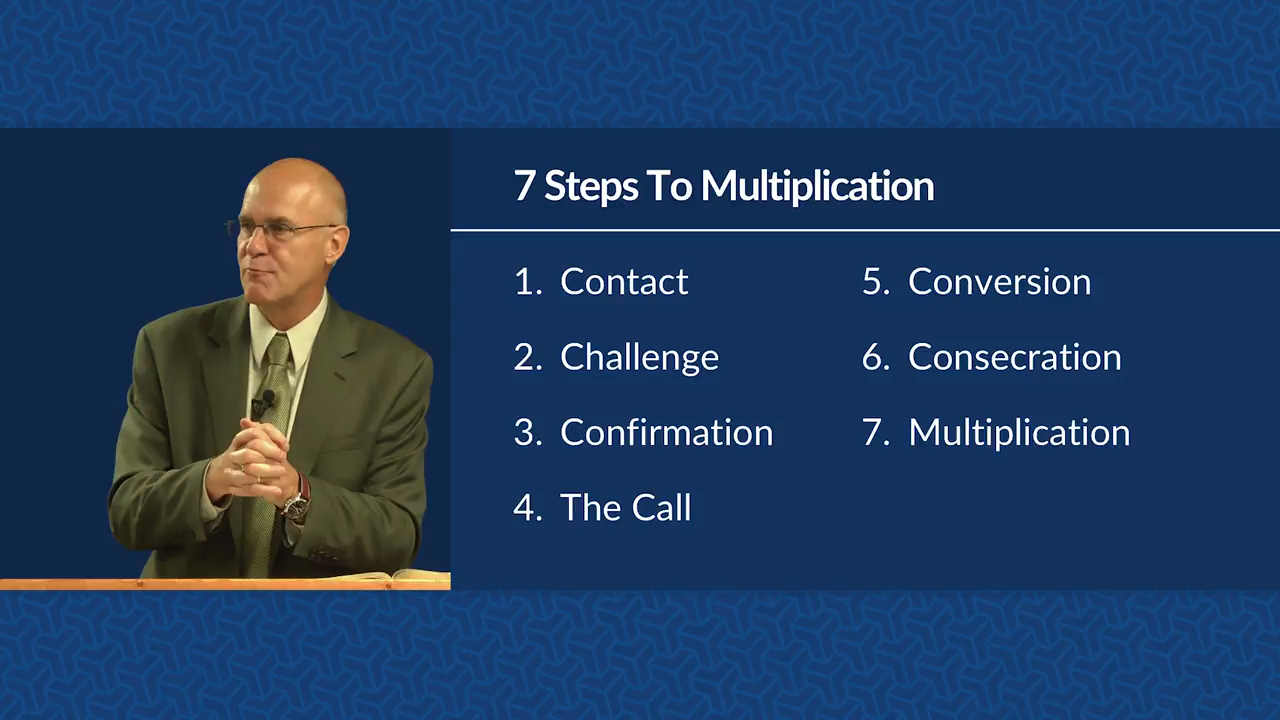 7 Steps To Multiplication
1. Contact
2. Challenge
3. Confirmation
4. The Call
5. Conversion
6. Consecration
7. Multiplication